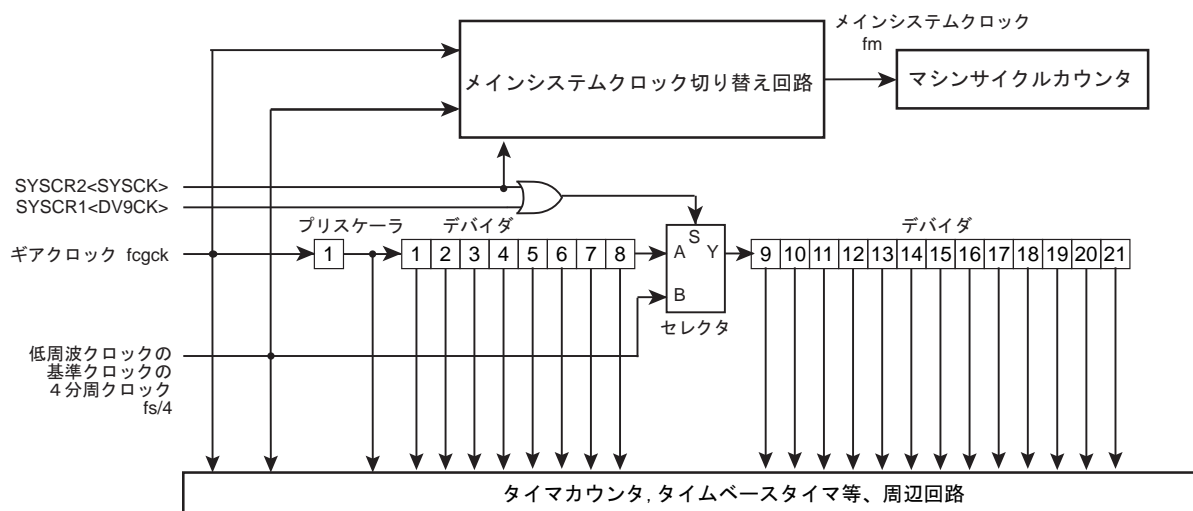 メインシステムクロック
fm
メインシステムクロック切り替え回路
マシンサイクルカウンタ
SYSCR2<SYSCK>
SYSCR1<DV9CK>
プリスケーラ
デバイダ
デバイダ
ギアクロック fcgck
1
1 2 3 4 5 6 7 8
S
A Y
B
セレクタ
9 10 11 12 13 14 15 16 17 18 19 20 21
低周波クロックの
基準クロックの
4分周クロック
fs/4
タイマカウンタ, タイムベースタイマ等、周辺回路